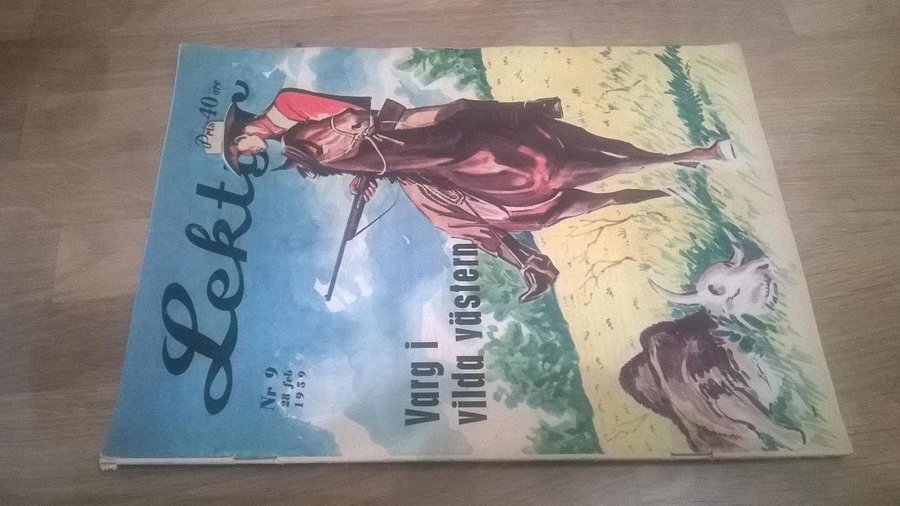 Pris 40 öre
Lektyr
Nr 9
28 feb
1959
Varg i
vilda västern